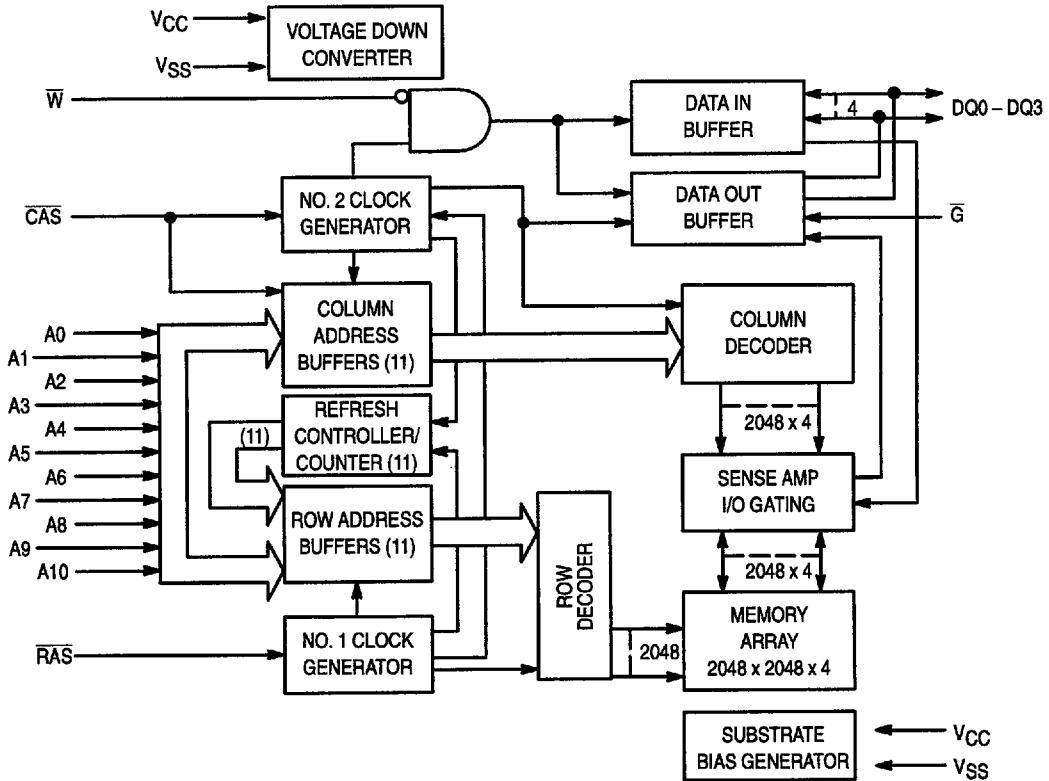 VCC
VSS
VOLTAGE DOWN
CONVERTER
W̅
DATA IN
BUFFER
4
DQ0 – DQ3
C̅A̅S̅
NO. 2 CLOCK
GENERATOR
DATA OUT
BUFFER
G̅
A0
A1
A2
A3
A4
A5
A6
A7
A8
A9
A10
COLUMN
ADDRESS
BUFFERS (11)
COLUMN
DECODER
2048 x 4
(11)
REFRESH
CONTROLLER/
COUNTER (11)
SENSE AMP
I/O GATING
ROW ADDRESS
BUFFERS (11)
2048 x 4
ROW
DECODER
R̅A̅S̅
NO. 1 CLOCK
GENERATOR
2048
MEMORY
ARRAY
2048 x 2048 x 4
SUBSTRATE
BIAS GENERATOR
VCC
VSS